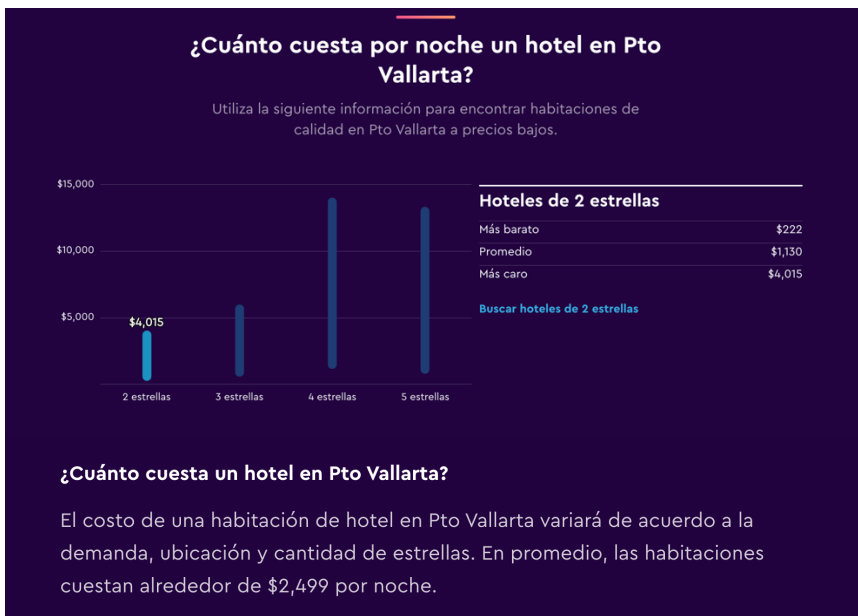 ¿Cuánto cuesta por noche un hotel en Pto
Vallarta?
Utiliza la siguiente información para encontrar habitaciones de
calidad en Pto Vallarta a precios bajos.
$15,000
$10,000
$5,000
$4,015
2 estrellas
3 estrellas
4 estrellas
5 estrellas
Hoteles de 2 estrellas
Más barato $222
Promedio $1,130
Más caro $4,015
Buscar hoteles de 2 estrellas
¿Cuánto cuesta un hotel en Pto Vallarta?
El costo de una habitación de hotel en Pto Vallarta variará de acuerdo a la
demanda, ubicación y cantidad de estrellas. En promedio, las habitaciones
cuestan alrededor de $2,499 por noche.